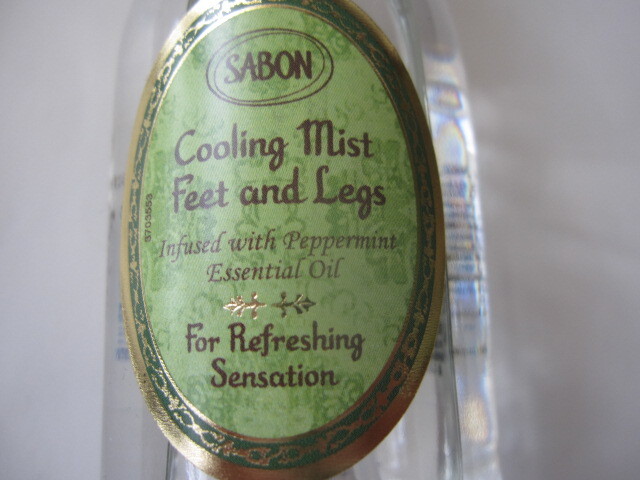 SABON
Cooling Mist
Feet and Legs
Infused with Peppermint
Essential Oil
For Refreshing
Sensation